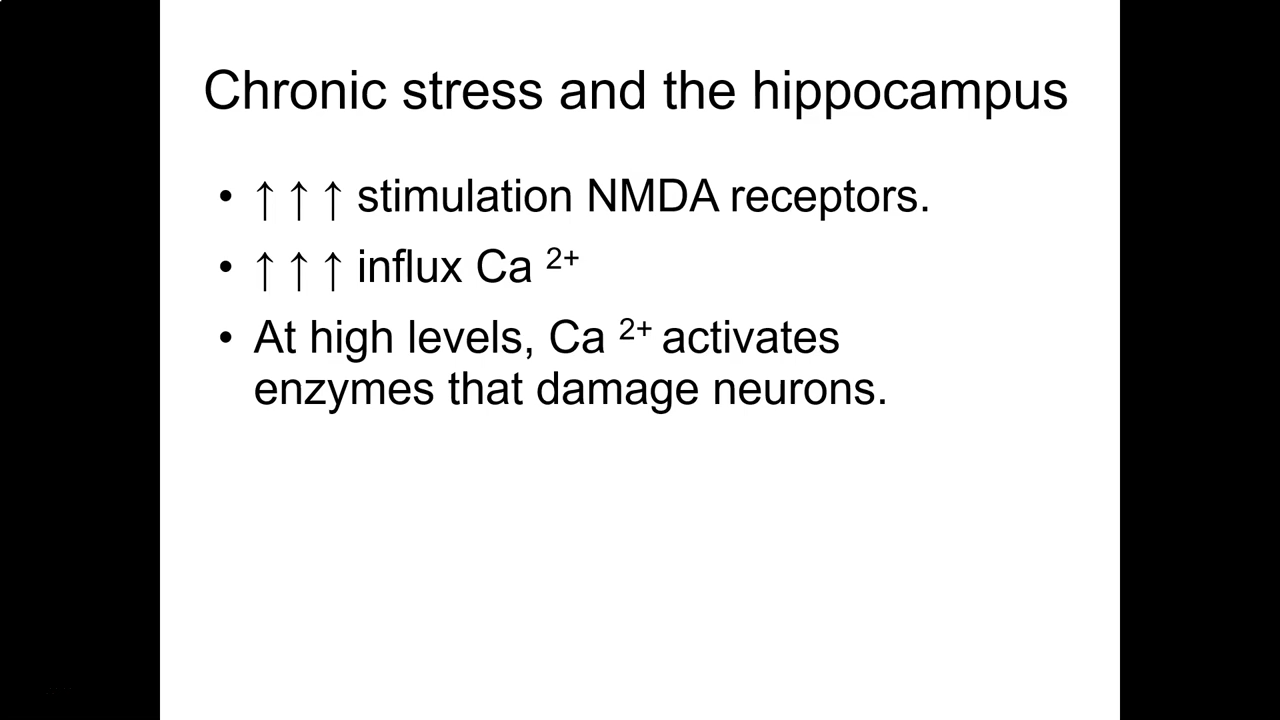 Chronic stress and the hippocampus
• ↑ ↑ ↑ stimulation NMDA receptors.
• ↑ ↑ ↑ influx Ca ²⁺
• At high levels, Ca ²⁺ activates
enzymes that damage neurons.